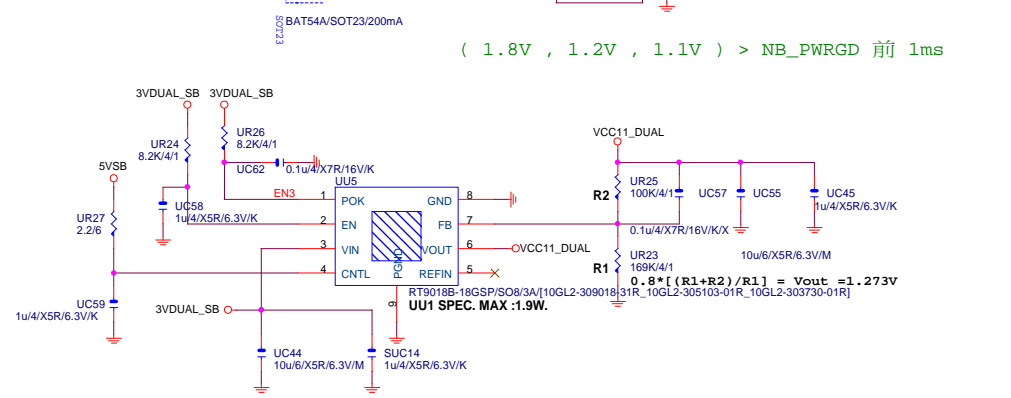 BAT54A/SOT23/200mA
SOT23
( 1.8V , 1.2V , 1.1V ) > NB_PWRGD 前 1ms
3VDUAL_SB
3VDUAL_SB
UR24
8.2K/4/1
UR26
8.2K/4/1
VCC11_DUAL
5VSB
UC62
0.1u/4/X7R/16V/K
UU5
EN3
UR27
2.2/6
UC58
1u/4/X5R/6.3V/K
1
POK
GND
8
2
EN
FB
7
3
VIN
VOUT
6
VCC11_DUAL
4
CNTL
REFIN
5
PGND
9
R2
UR25
100K/4/1
UC57
UC55
UC45
1u/4/X5R/6.3V/K
0.1u/4/X7R/16V/K/X
R1
UR23
169K/4/1
10u/6/X5R/6.3V/M
0.8*[(R1+R2)/R1] = Vout =1.273V
RT9018B-18GSP/SO8/3A/[10GL2-309018-31R_10GL2-305103-01R_10GL2-303730-01R]
UU1 SPEC. MAX :1.9W.
UC59
1u/4/X5R/6.3V/K
3VDUAL_SB
UC44
10u/6/X5R/6.3V/M
SUC14
1u/4/X5R/6.3V/K